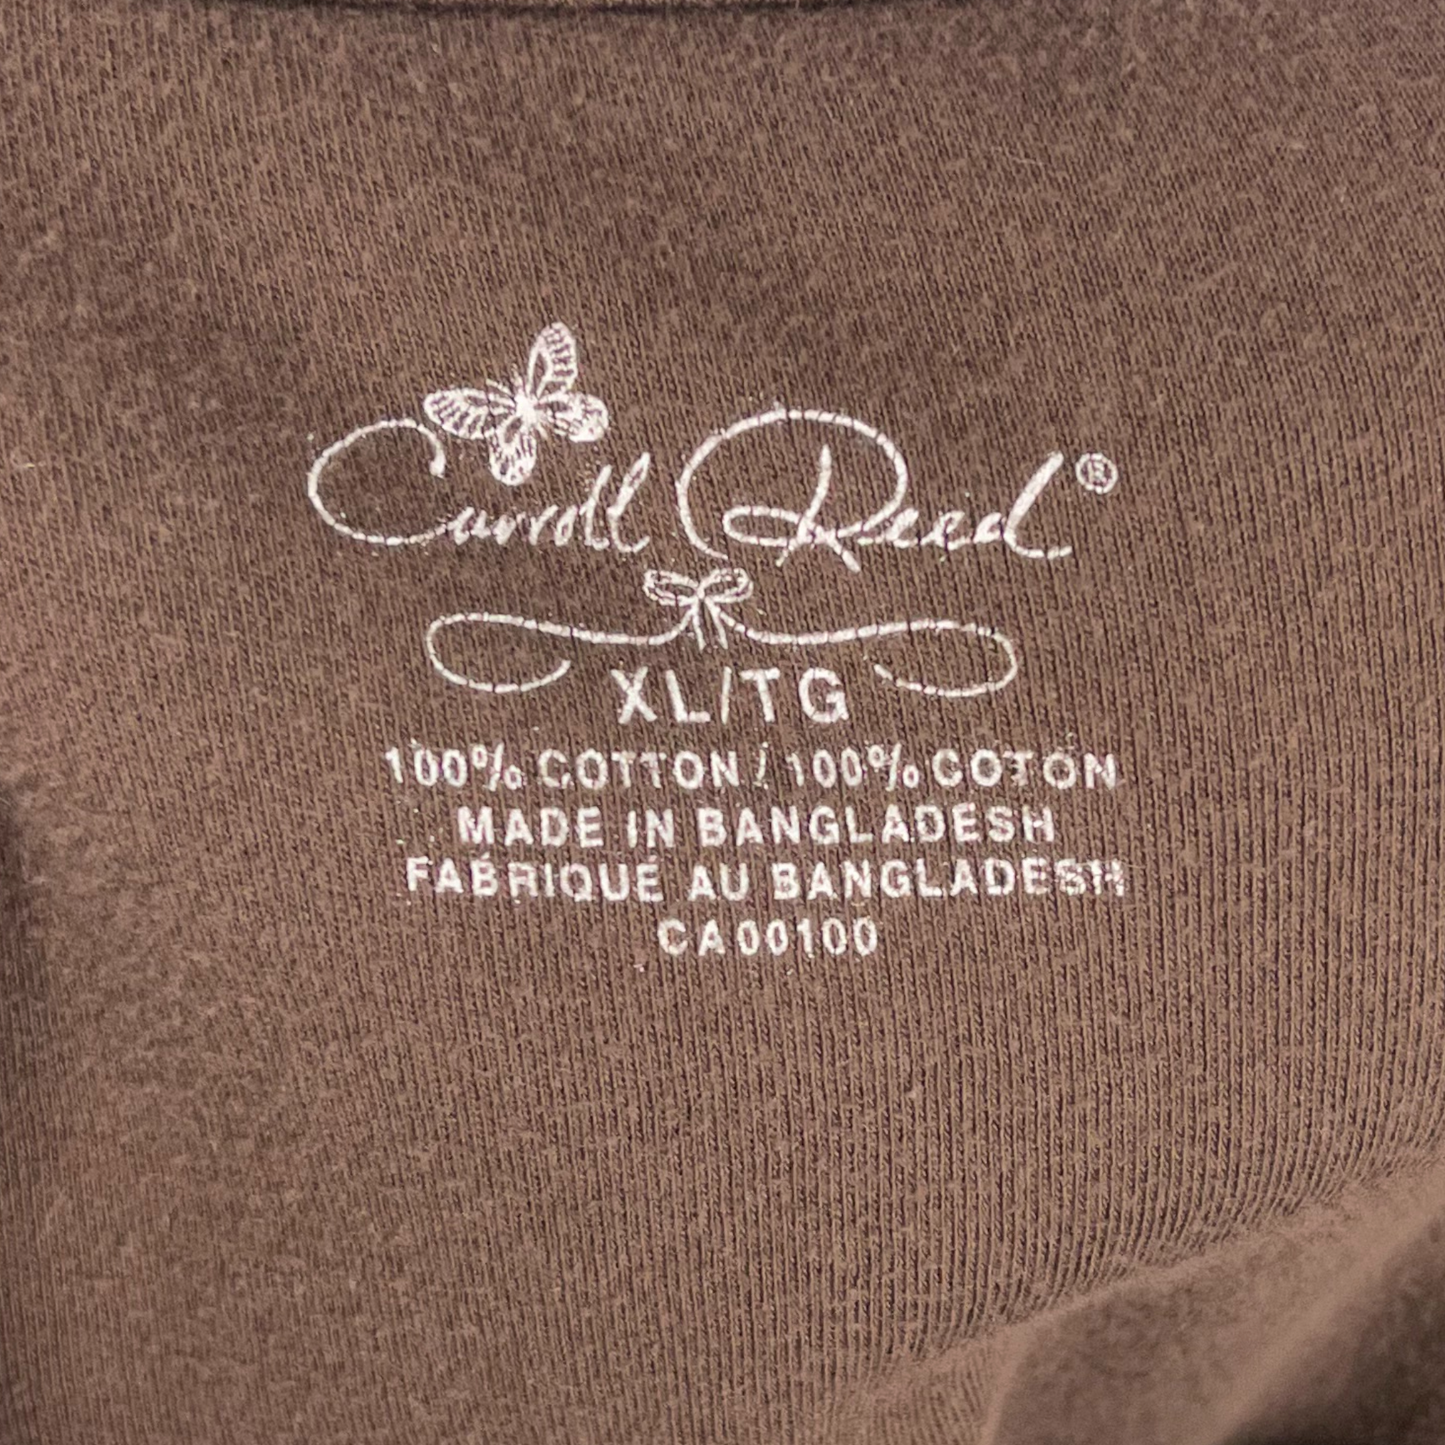 Carroll Reed®
XL/TG
100% COTTON / 100% COTON
MADE IN BANGLADESH
FABRIQUÉ AU BANGLADESH
CA00100